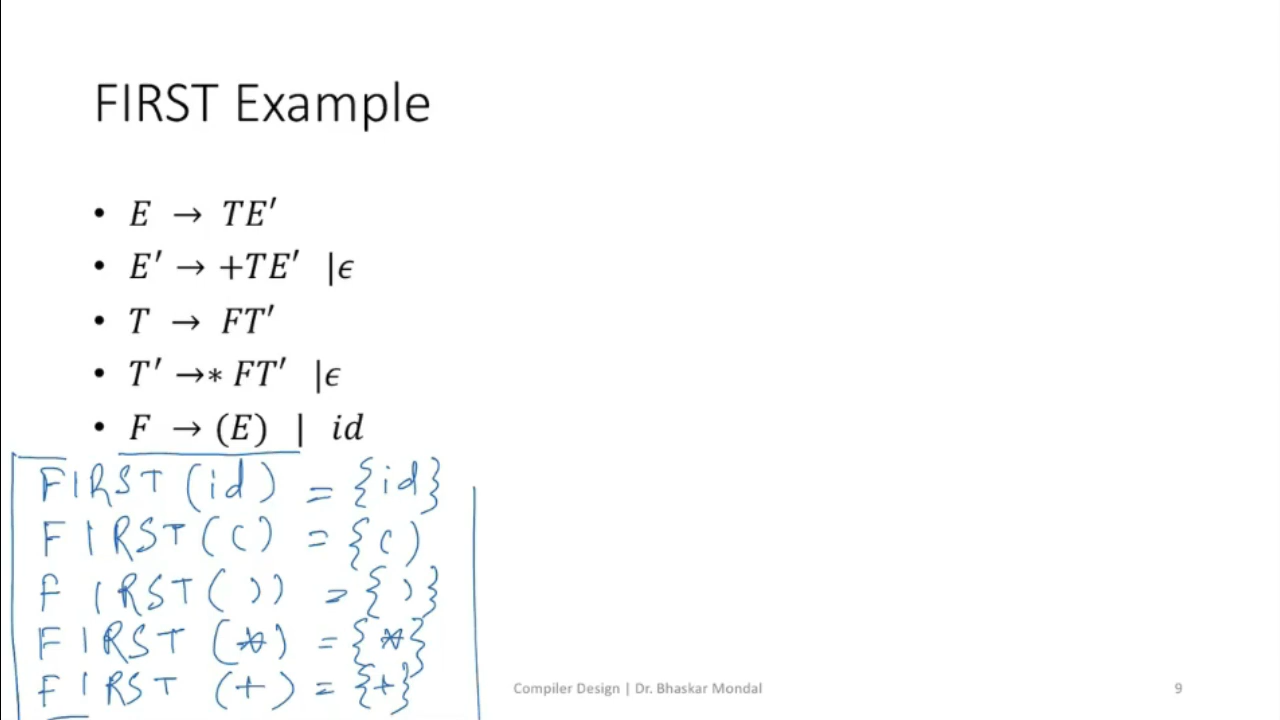 FIRST Example
• E → TE′
• E′ → +TE′ |ϵ
• T → FT′
• T′ →* FT′ |ϵ
• F → (E) | id
FIRST (id) = {id}
FIRST (() = {()
FIRST ()) = {)}
FIRST (*) = {*}
FIRST (+) = {+}
Compiler Design | Dr. Bhaskar Mondal
9